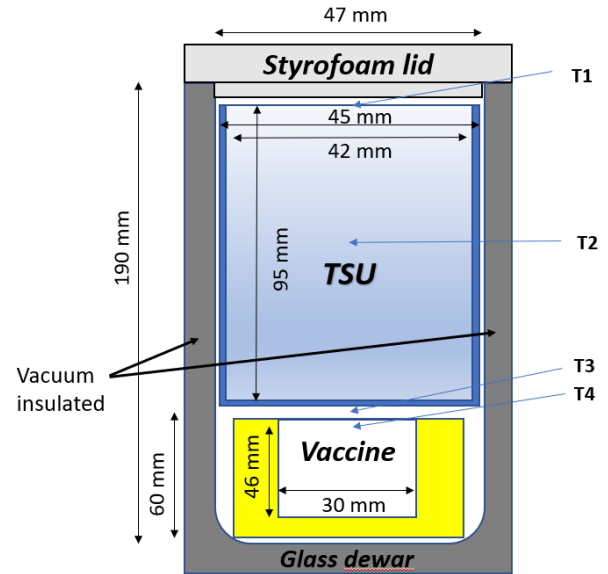 47 mm
Styrofoam lid
T1
45 mm
42 mm
190 mm
95 mm
T2
TSU
Vacuum
insulated
T3
T4
Vaccine
60 mm
46 mm
30 mm
Glass dewar